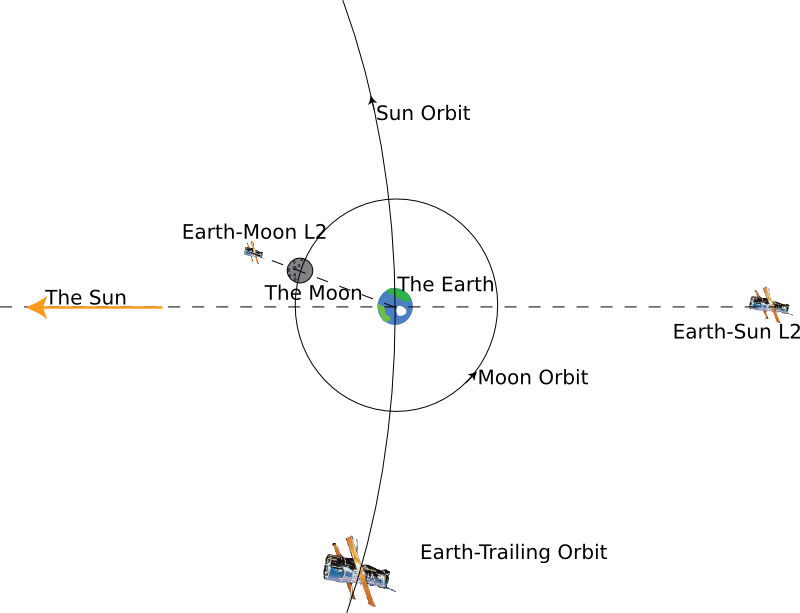 Sun Orbit
Earth-Moon L2
The Earth
The Moon
The Sun
Earth-Sun L2
Moon Orbit
Earth-Trailing Orbit